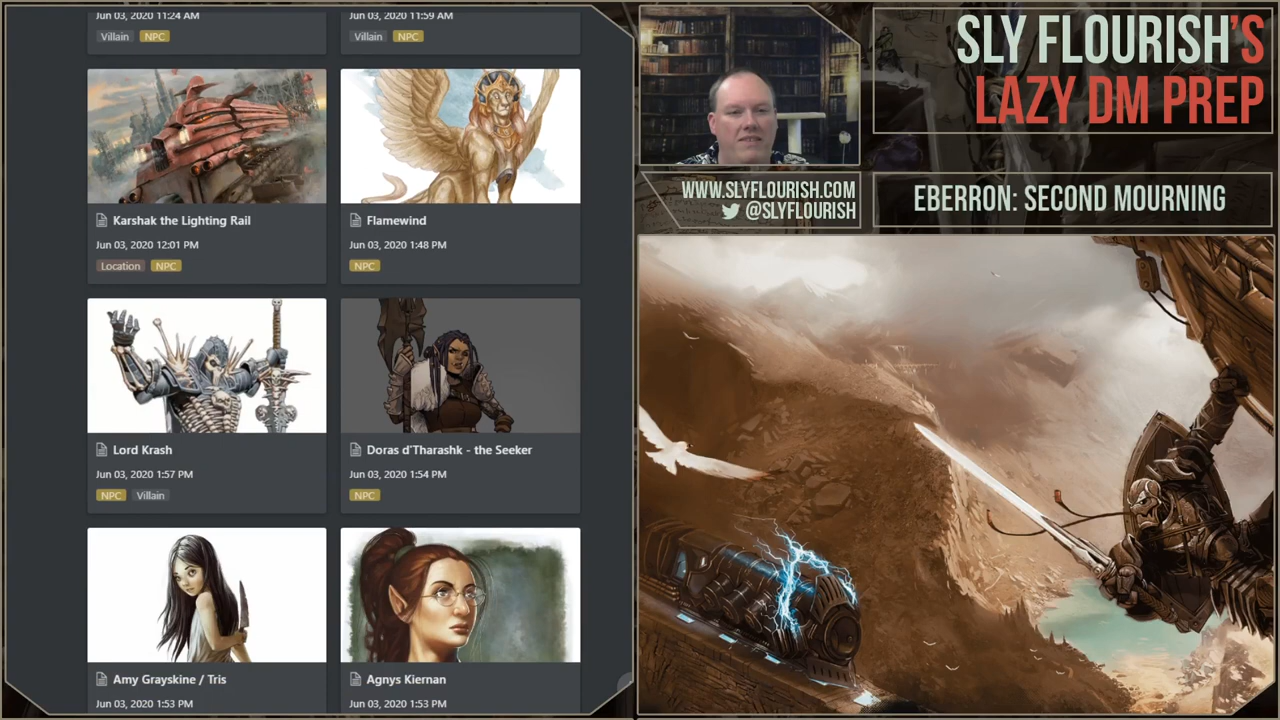 Jun 03, 2020 11:24 AM
Villain NPC
Jun 03, 2020 11:59 AM
Villain NPC
Karshak the Lighting Rail
Jun 03, 2020 12:01 PM
Location NPC
Flamewind
Jun 03, 2020 1:48 PM
NPC
Lord Krash
Jun 03, 2020 1:57 PM
NPC Villain
Doras d'Tharashk - the Seeker
Jun 03, 2020 1:54 PM
NPC
Amy Grayskine / Tris
Jun 03, 2020 1:53 PM
Agnys Kiernan
Jun 03, 2020 1:53 PM
SLY FLOURISH'S
LAZY DM PREP
WWW.SLYFLOURISH.COM
@SLYFLOURISH
EBERRON: SECOND MOURNING